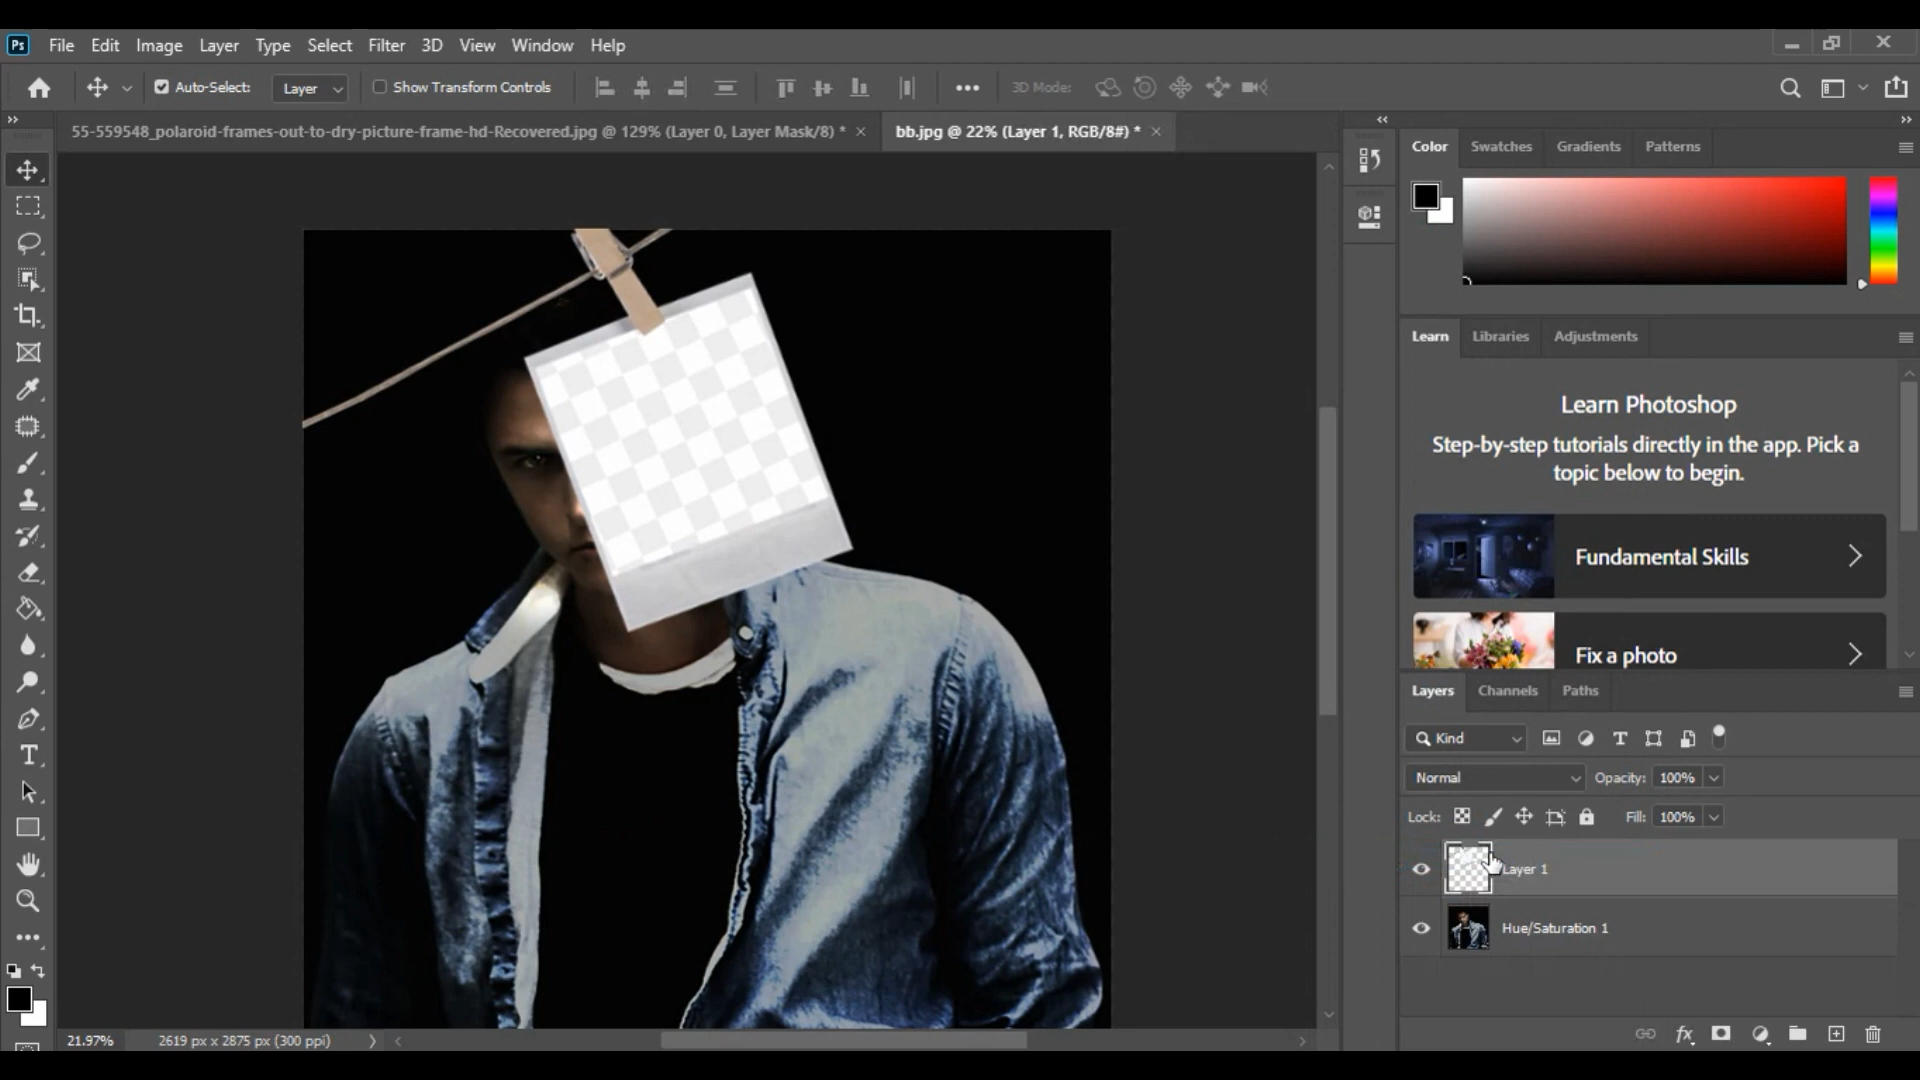 Ps File Edit Image Layer Type Select Filter 3D View Window Help
Auto-Select: Layer Show Transform Controls 3D Mode:
55-559548_polaroid-frames-out-to-dry-picture-frame-hd-Recovered.jpg @ 129% (Layer 0, Layer Mask/8) * bb.jpg @ 22% (Layer 1, RGB/8#) *
Color Swatches Gradients Patterns
Learn Libraries Adjustments
Learn Photoshop
Step-by-step tutorials directly in the app. Pick a
topic below to begin.
Fundamental Skills
Fix a photo
Layers Channels Paths
Kind
Normal Opacity: 100%
Lock: Fill: 100%
Layer 1
Hue/Saturation 1
21.97% 2619 px x 2875 px (300 ppi)